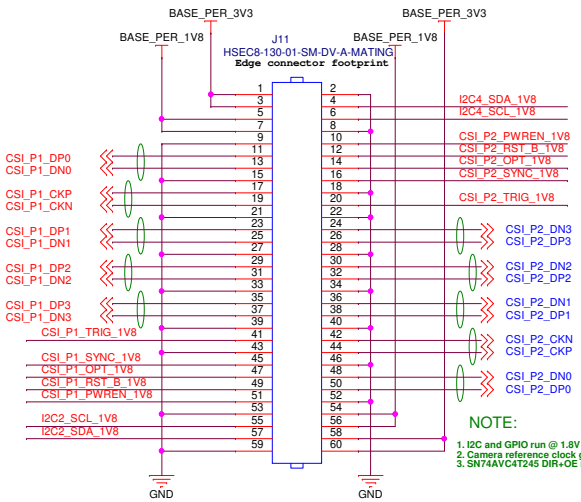 BASE_PER_3V3
BASE_PER_3V3
BASE_PER_1V8
J11
BASE_PER_1V8
HSEC8-130-01-SM-DV-A-MATING
Edge connector footprint
1 2
3 4 I2C4_SDA_1V8
5 6 I2C4_SCL_1V8
7 8
9 10 CSI_P2_PWREN_1V8
CSI_P1_DP0 11 12 CSI_P2_RST_B_1V8
CSI_P1_DN0 13 14 CSI_P2_OPT_1V8
15 16 CSI_P2_SYNC_1V8
CSI_P1_CKP 17 18
CSI_P1_CKN 19 20 CSI_P2_TRIG_1V8
21 22
CSI_P1_DP1 23 24 CSI_P2_DN3
CSI_P1_DN1 25 26 CSI_P2_DP3
27 28
CSI_P1_DP2 29 30 CSI_P2_DN2
CSI_P1_DN2 31 32 CSI_P2_DP2
33 34
CSI_P1_DP3 35 36 CSI_P2_DN1
CSI_P1_DN3 37 38 CSI_P2_DP1
39 40
CSI_P1_TRIG_1V8 41 42 CSI_P2_CKN
43 44 CSI_P2_CKP
CSI_P1_SYNC_1V8 45 46
CSI_P1_OPT_1V8 47 48 CSI_P2_DN0
CSI_P1_RST_B_1V8 49 50 CSI_P2_DP0
CSI_P1_PWREN_1V8 51 52
53 54
I2C2_SCL_1V8 55 56
I2C2_SDA_1V8 57 58
59 60
NOTE:
1. I2C and GPIO run @ 1.8V
2. Camera reference clock
3. SN74AVC4T245 DIR+OE
GND
GND